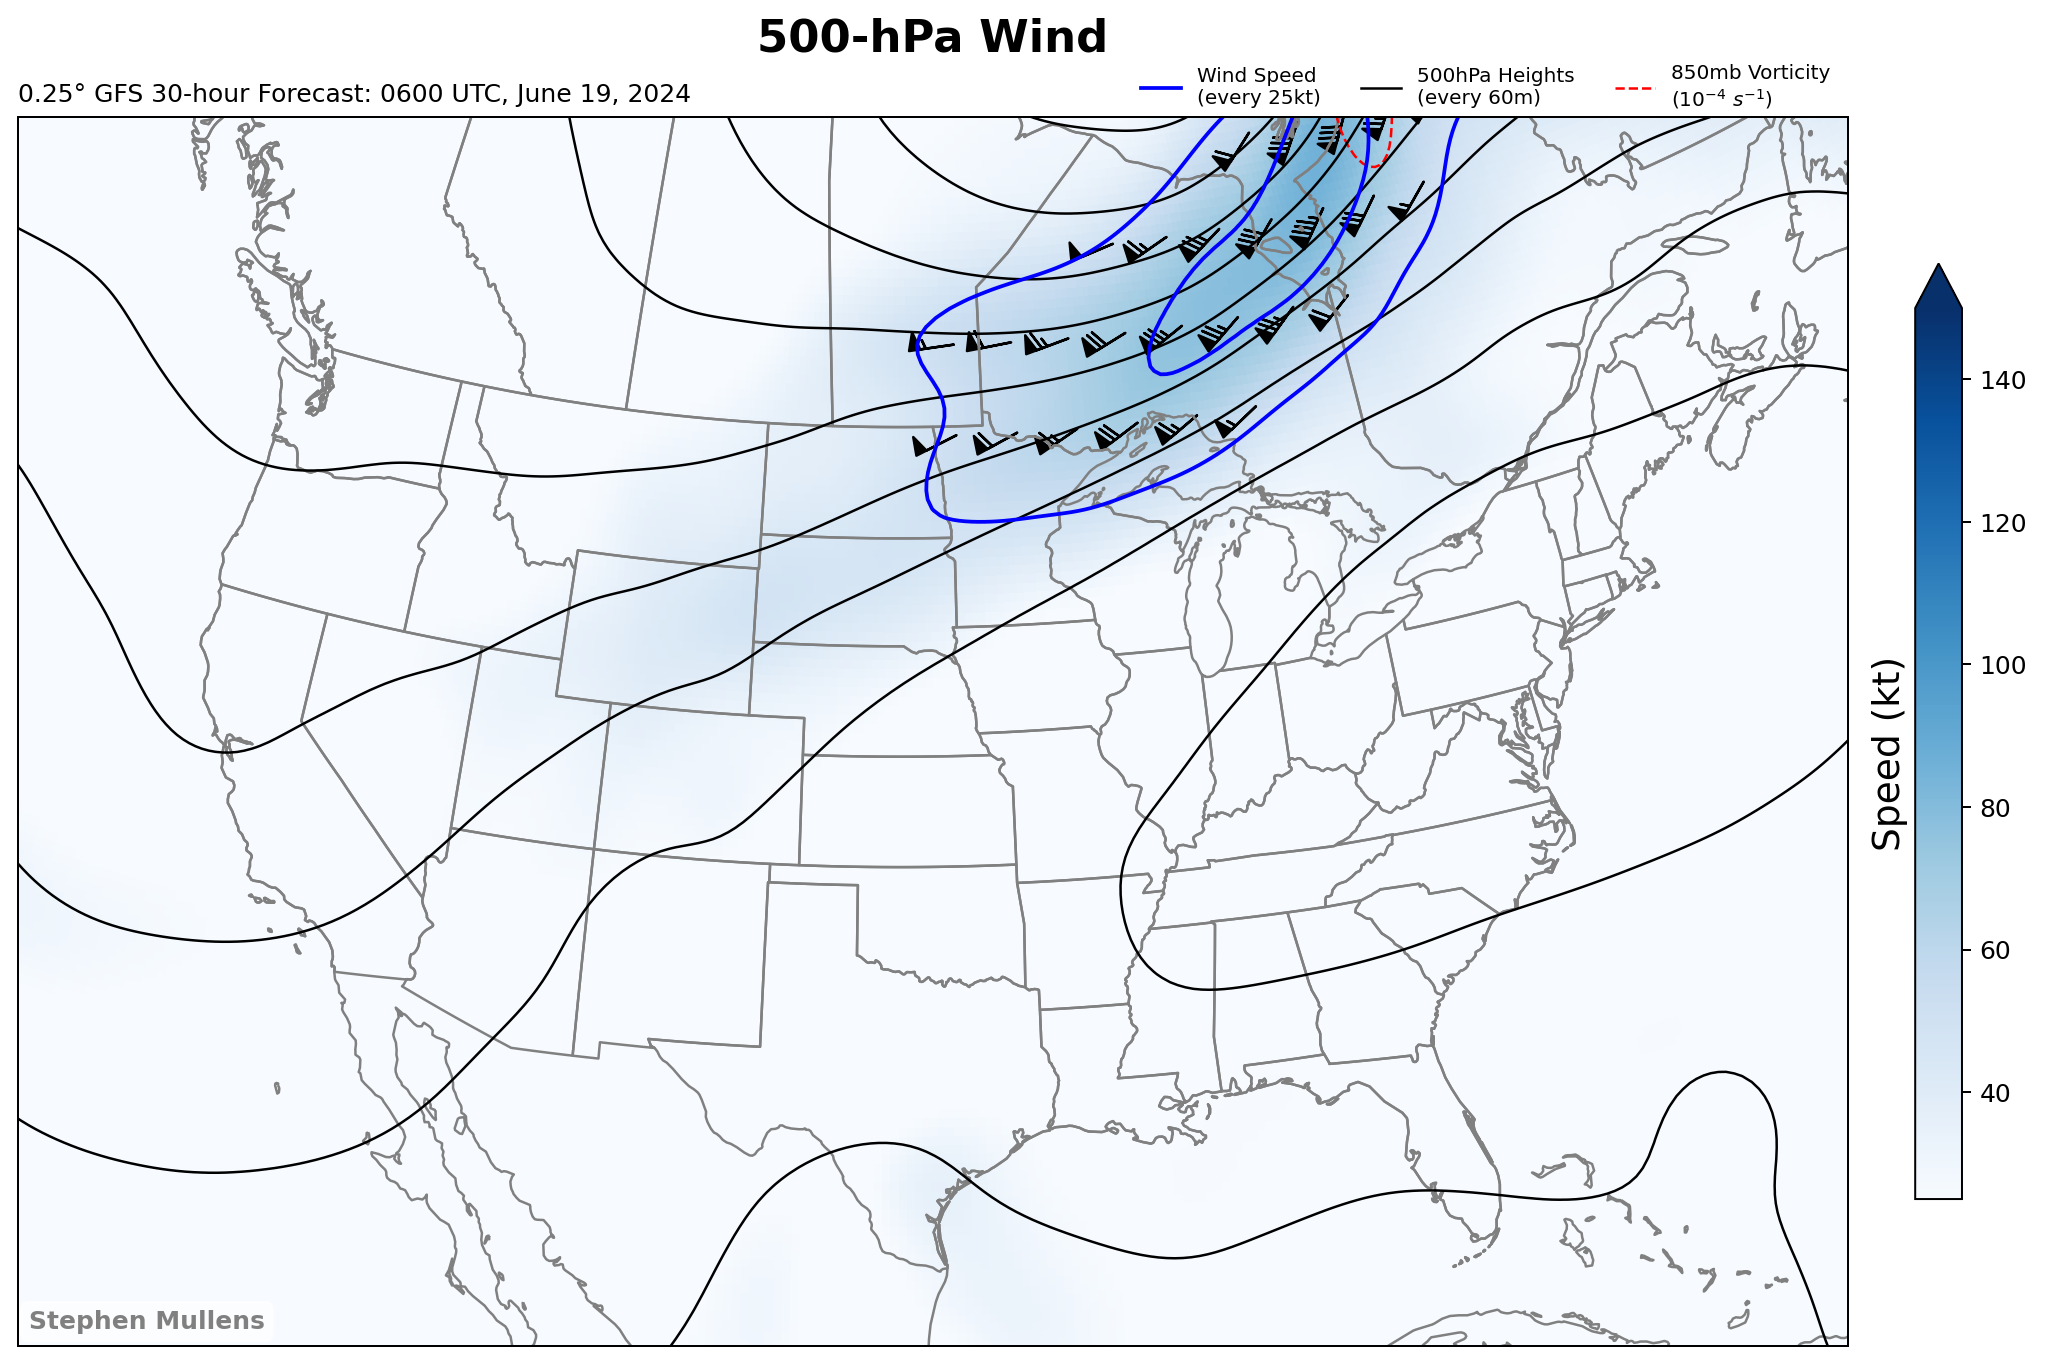 500-hPa Wind
0.25° GFS 30-hour Forecast: 0600 UTC, June 19, 2024
Wind Speed
(every 25kt)
500hPa Heights
(every 60m)
850mb Vorticity
(10⁻⁴ s⁻¹)
140
120
100
80
60
40
Speed (kt)
Stephen Mullens